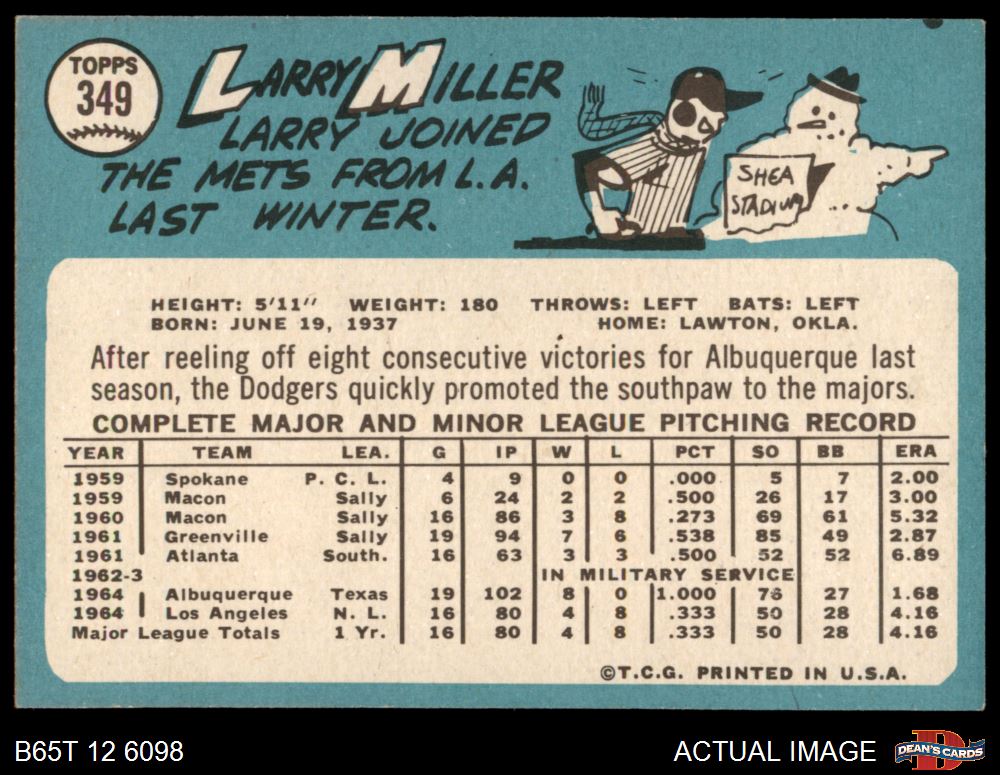 TOPPS
349
LARRY MILLER
LARRY JOINED
THE METS FROM L.A.
LAST WINTER.
SHEA
STADIUM
HEIGHT: 5'11" WEIGHT: 180 THROWS: LEFT BATS: LEFT
BORN: JUNE 19, 1937 HOME: LAWTON, OKLA.
After reeling off eight consecutive victories for Albuquerque last
season, the Dodgers quickly promoted the southpaw to the majors.
COMPLETE MAJOR AND MINOR LEAGUE PITCHING RECORD
YEAR TEAM LEA. G IP W L PCT SO BB ERA
1959 Spokane P. C. L. 4 9 0 0 .000 5 7 2.00
1959 Macon Sally 6 24 2 2 .500 26 17 3.00
1960 Macon Sally 16 86 3 8 .273 69 61 5.32
1961 Greenville Sally 19 94 7 6 .538 85 49 2.87
1961 Atlanta South. 16 63 3 3 .500 52 52 6.89
1962-3 IN MILITARY SERVICE
1964 Albuquerque Texas 19 102 8 0 1.000 76 27 1.68
1964 Los Angeles N. L. 16 80 4 8 .333 50 28 4.16
Major League Totals 1 Yr. 16 80 4 8 .333 50 28 4.16
©T.C.G. PRINTED IN U.S.A.
B65T 12 6098 ACTUAL IMAGE DEAN'S CARDS